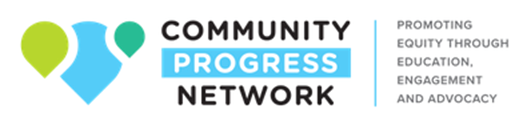 COMMUNITY
PROGRESS
NETWORK
PROMOTING
EQUITY THROUGH
EDUCATION,
ENGAGEMENT
AND ADVOCACY